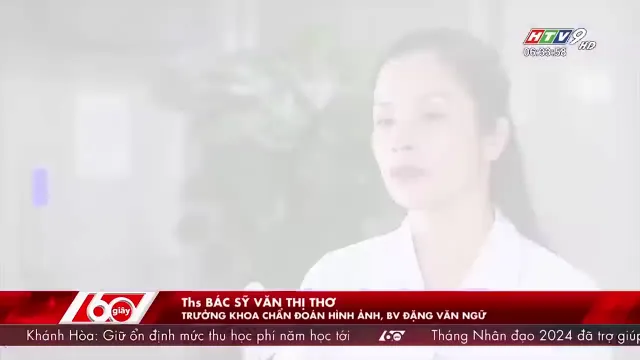 HTV9 HD
06:33:58
Ths BÁC SỸ VĂN THỊ THƠ
60 giây
TRƯỞNG KHOA CHẨN ĐOÁN HÌNH ẢNH, BV ĐẶNG VĂN NGỮ
Khánh Hòa: Giữ ổn định mức thu học phí năm học tới 60 Tháng Nhân đạo 2024 đã trợ giúp